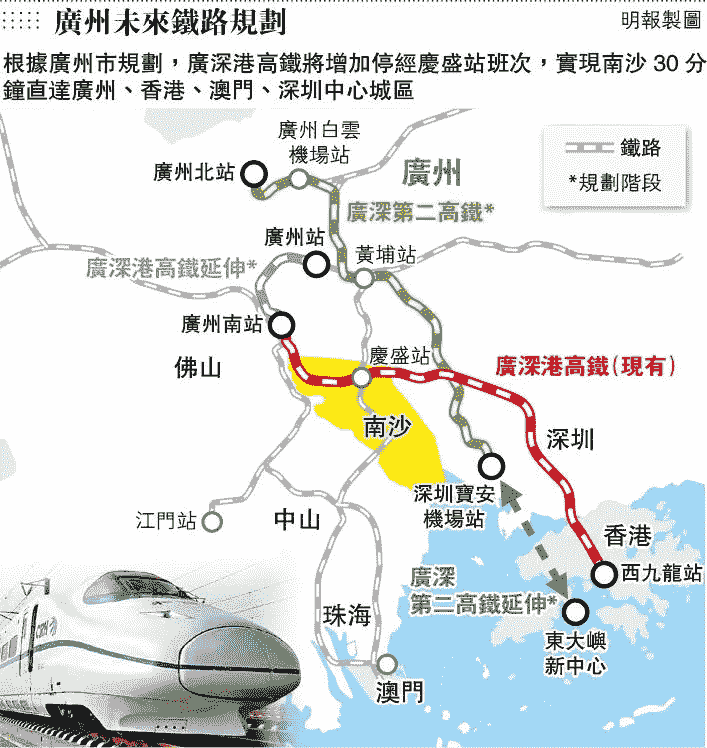 廣州未來鐵路規劃
明報製圖
根據廣州市規劃，廣深港高鐵將增加停經慶盛站班次，實現南沙30分
鐘直達廣州、香港、澳門、深圳中心城區
鐵路
*規劃階段
廣州白雲
機場站
廣州北站
廣州
廣深第二高鐵*
廣州站
黃埔站
廣深港高鐵延伸*
廣州南站
慶盛站
佛山
廣深港高鐵(現有)
南沙
深圳
深圳寶安
機場站
江門站
中山
香港
西九龍站
廣深
第二高鐵延伸*
珠海
東大嶼
新中心
澳門